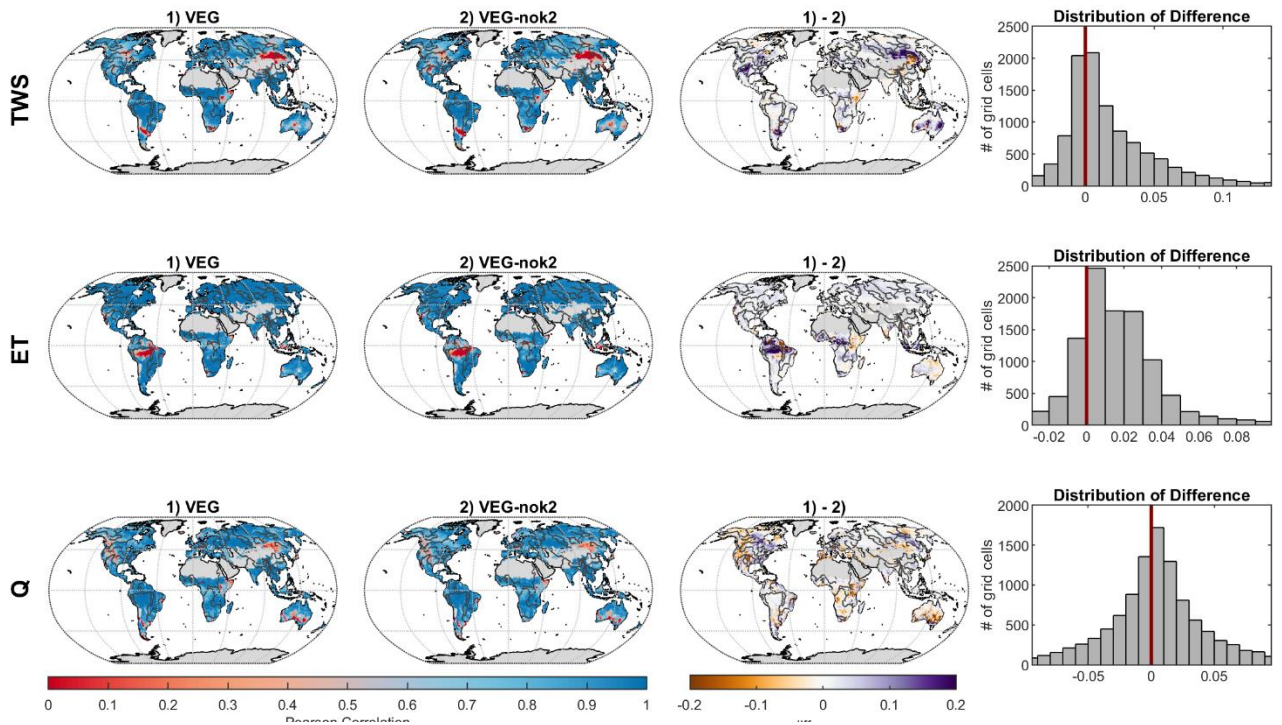 1) VEG
2) VEG-nok2
1) - 2)
Distribution of Difference
TWS
# of grid cells
2500
2000
1500
1000
500
0
0 0.05 0.1
1) VEG
2) VEG-nok2
1) - 2)
Distribution of Difference
ET
# of grid cells
2500
2000
1500
1000
500
0
-0.02 0 0.02 0.04 0.06 0.08
1) VEG
2) VEG-nok2
1) - 2)
Distribution of Difference
Q
# of grid cells
2000
1500
1000
500
0
-0.05 0 0.05
0 0.1 0.2 0.3 0.4 0.5 0.6 0.7 0.8 0.9 1
Pearson Correlation
-0.2 -0.1 0 0.1 0.2